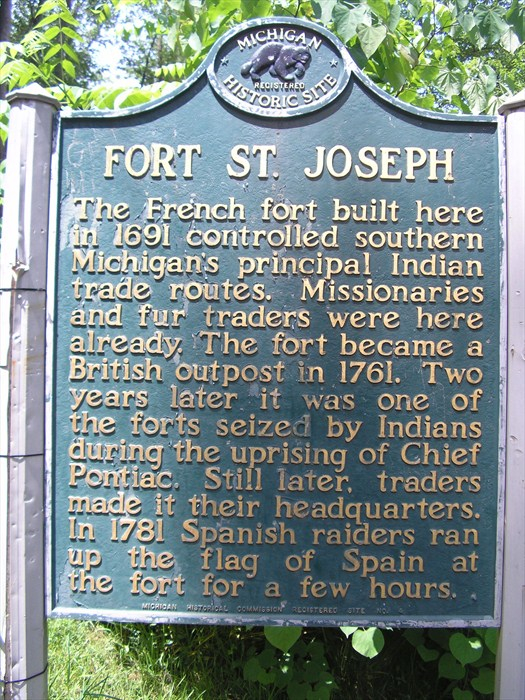 MICHIGAN
REGISTERED
HISTORIC SITE
FORT ST. JOSEPH
The French fort built here
in 1691 controlled southern
Michigan's principal Indian
trade routes. Missionaries
and fur traders were here
already. The fort became a
British outpost in 1761. Two
years later it was one of
the forts seized by Indians
during the uprising of Chief
Pontiac. Still later, traders
made it their headquarters.
In 1781 Spanish raiders ran
up the flag of Spain at
the fort for a few hours.
MICHIGAN HISTORICAL COMMISSION REGISTERED SITE NO.